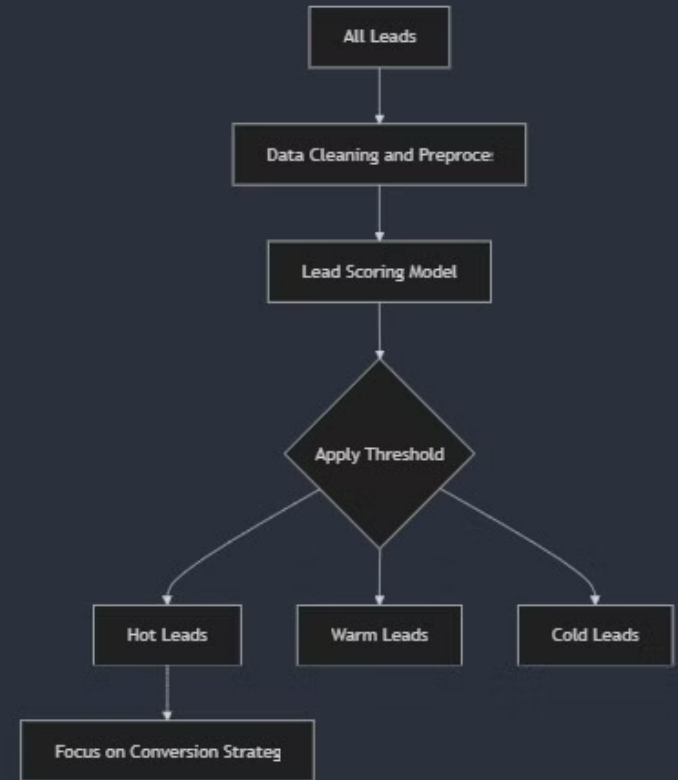 All Leads
Data Cleaning and Preproces
Lead Scoring Model
Apply Threshold
Hot Leads
Warm Leads
Cold Leads
Focus on Conversion Strateg